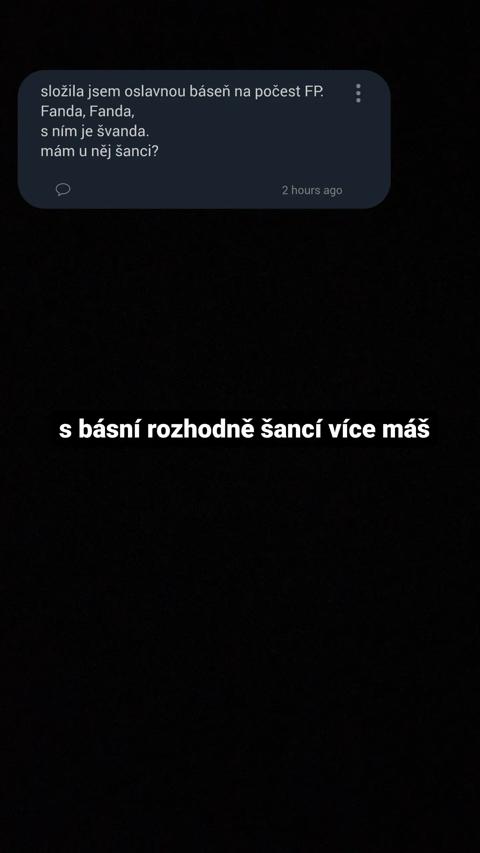 složila jsem oslavnou báseň na počest FP.
Fanda, Fanda,
s ním je švanda.
mám u něj šanci?
2 hours ago
s básní rozhodně šancí více máš